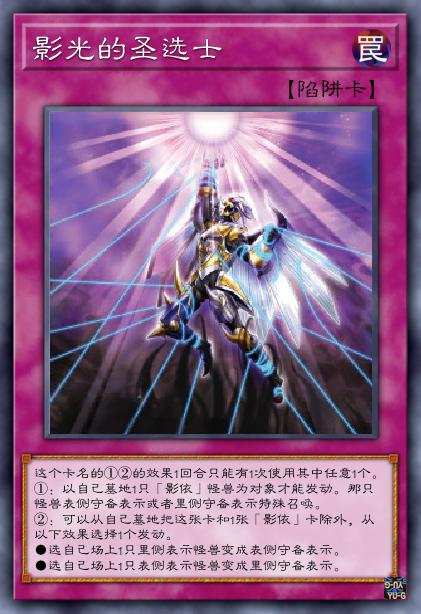 影光的圣选士
罠
【陷阱卡】
这个卡名的①②的效果1回合只能有1次使用其中任意1个。
①：以自己墓地1只「影依」怪兽为对象才能发动。那只
怪兽表侧守备表示或者里侧守备表示特殊召唤。
②：可以从自己墓地把这张卡和1张「影依」卡除外，从
以下效果选择1个发动。
●选自己场上1只里侧表示怪兽变成表侧守备表示。
●选自己场上1只表侧表示怪兽变成里侧守备表示。